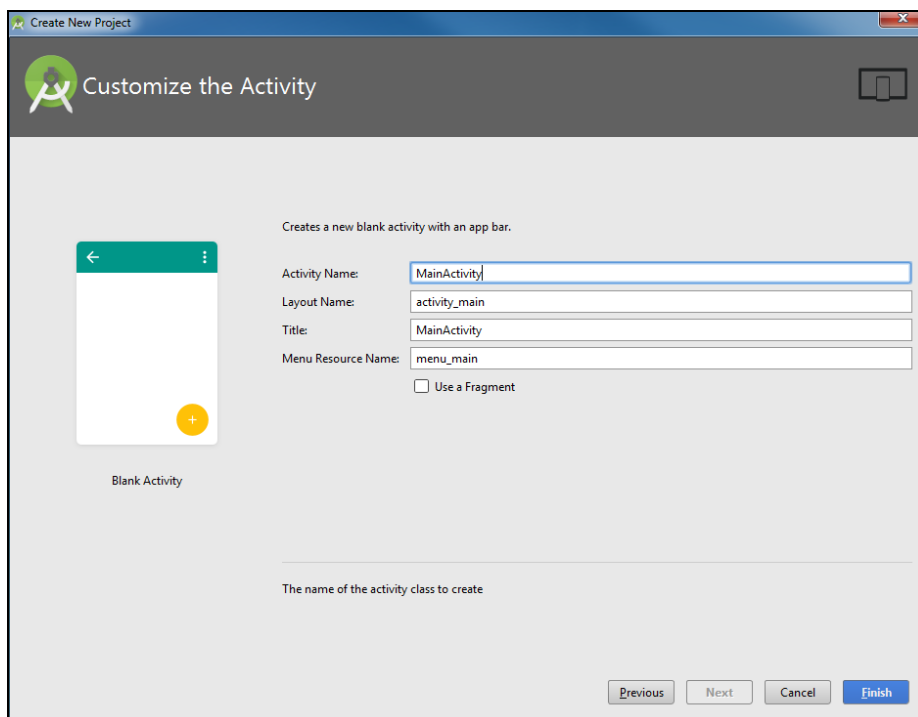 Create New Project
Customize the Activity
Creates a new blank activity with an app bar.
Activity Name: MainActivity
Layout Name: activity_main
Title: MainActivity
Menu Resource Name: menu_main
Use a Fragment
Blank Activity
The name of the activity class to create
Previous Next Cancel Finish